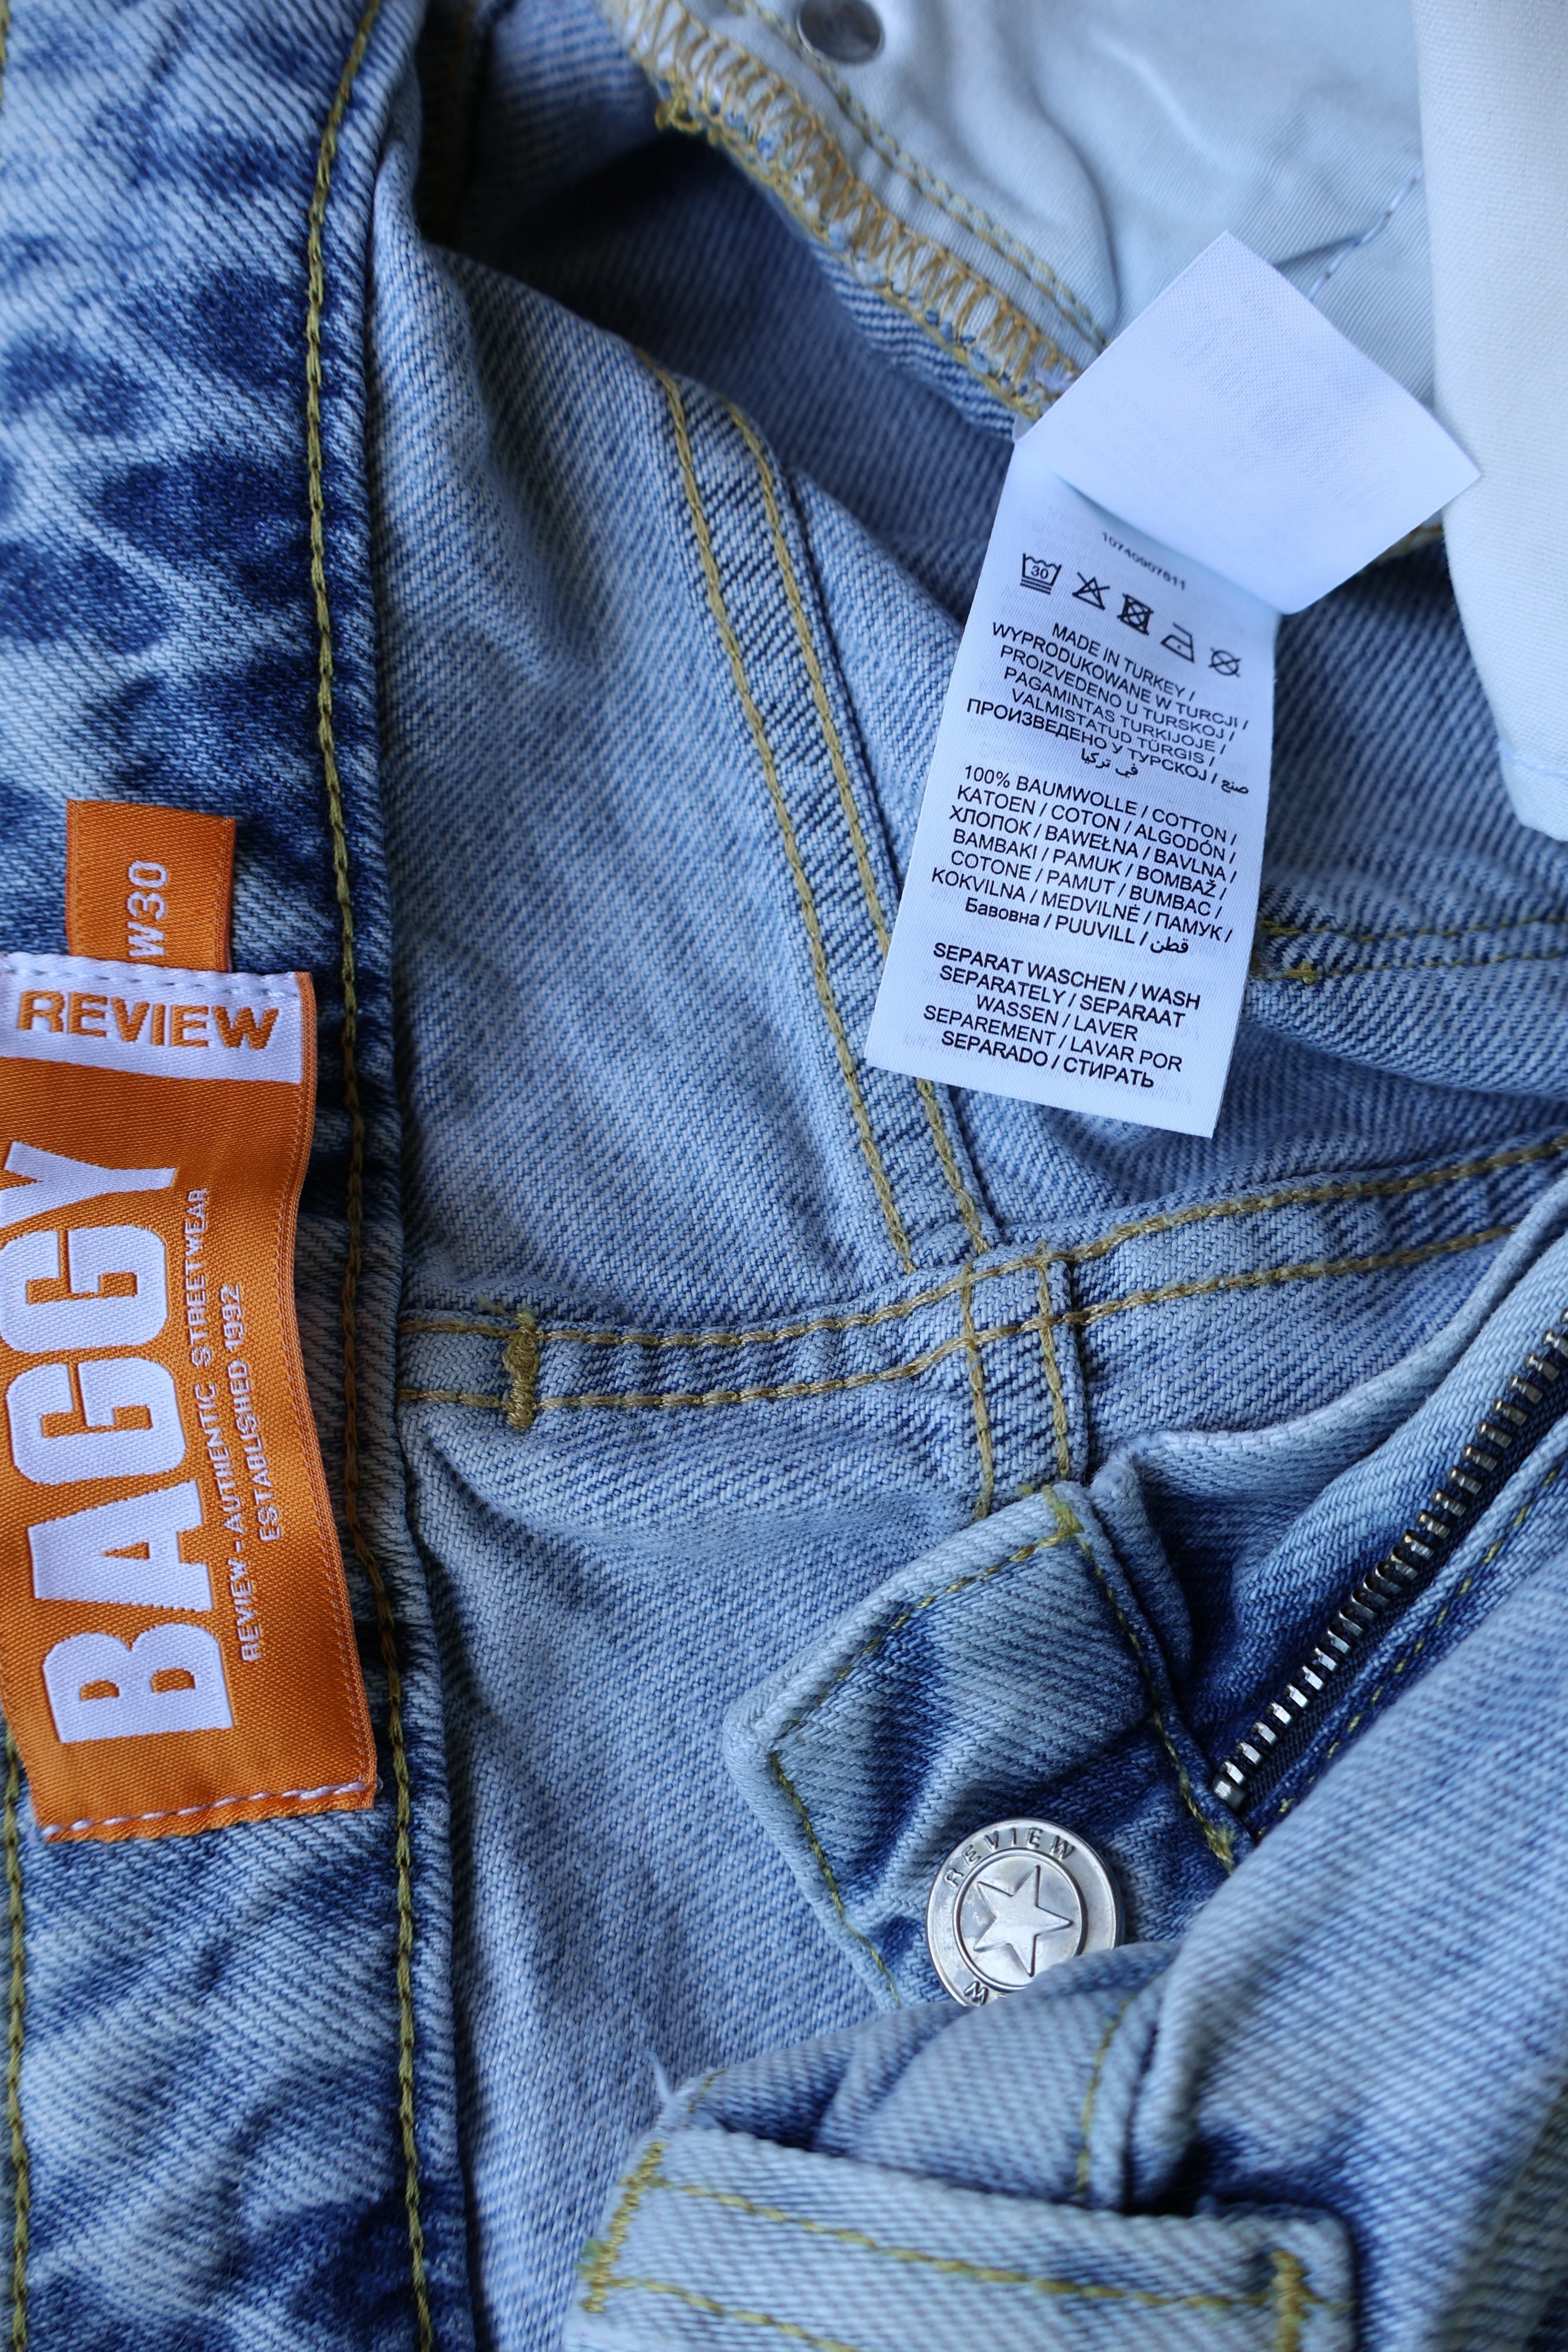 W30
REVIEW
BAGGY
REVIEW - AUTHENTIC STREETWEAR
ESTABLISHED 1992
10740907611
30
MADE IN TURKEY /
WYPRODUKOWANE W TURCJI /
PROIZVEDENO U TURSKOJ /
PAGAMINTAS TURKIJOJE /
VALMISTATUD TÜRGIS /
ПРОИЗВЕДЕНО У ТУРСКОЈ / صنع
في تركيا
100% BAUMWOLLE / COTTON /
KATOEN / COTON / ALGODÓN /
ХЛОПОК / BAWEŁNA / BAVLNA /
BAMBAKI / PAMUK / BOMBAŽ /
COTONE / PAMUT / BUMBAC /
KOKVILNA / MEDVILNĖ / ПАМУК /
Бавовна / PUUVILL / قطن
SEPARAT WASCHEN / WASH
SEPARATELY / SEPARAAT
WASSEN / LAVER
SEPAREMENT / LAVAR POR
SEPARADO / СТИРАТЬ
REVIEW